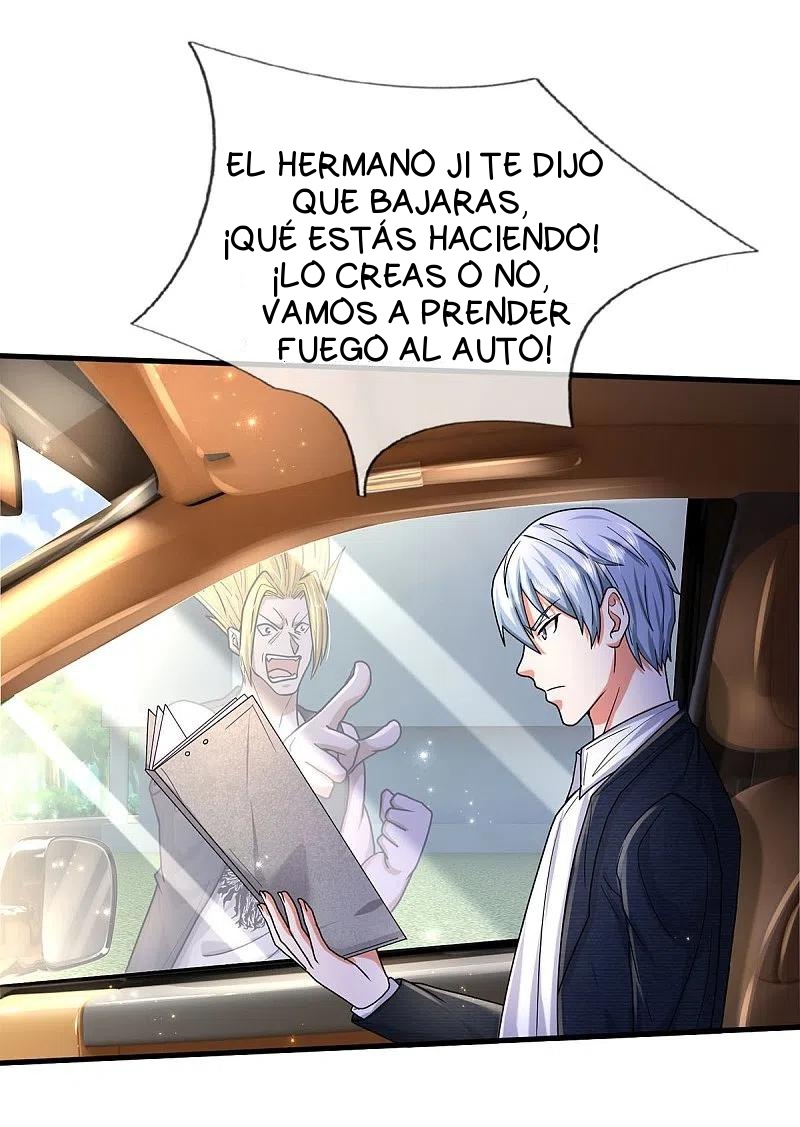 EL HERMANO JI TE DIJO
QUE BAJARAS,
¡QUÉ ESTÁS HACIENDO!
¡LO CREAS O NO,
VAMOS A PRENDER
FUEGO AL AUTO!